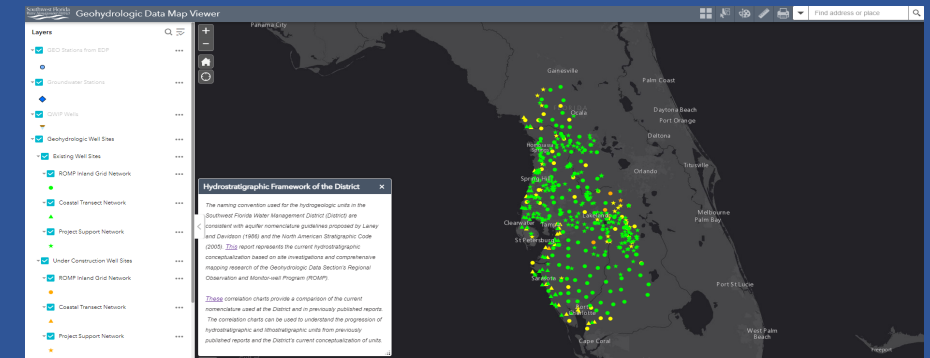 Southwest Florida
Geohydrologic Data Map Viewer
Find address or place
Layers
GEO Stations from EDP
Groundwater Stations
CAMP Wells
Geohydrologic Well Sites
Existing Well Sites
ROMP Inland Grid Network
Coastal Transect Network
Project Support Network
Under Construction Well Sites
ROMP Inland Grid Network
Coastal Transect Network
Project Support Network
Hydrostratigraphic Framework of the District
The naming convention used for the hydrogeologic units in the
Southwest Florida Water Management District (District) are
consistent with aquifer nomenclature guidelines proposed by Laney
and Davidson (1986) and the North American Stratigraphic Code
(2005). This report represents the current hydrostratigraphic
conceptualization based on site investigations and comprehensive
mapping research of the Geohydrologic Data Section's Regional
Observation and Monitor-well Program (ROMP).
These correlation charts provide a comparison of the current
nomenclature used at the District and in previously published reports.
The correlation charts can be used to understand the progression of
hydrostratigraphic and lithostratigraphic units from previously
published reports and the District's current conceptualization of units.
Panama City
Gainesville
Palm Coast
Ocala
Daytona Beach
Port Orange
Deltona
Titusville
Orlando
Spring Hill
Lakeland
Melbourne
Palm Bay
Clearwater
Tampa
St Petersburg
Sarasota
Fort St Lucie
North
Port Charlotte
West Palm
Beach
Cape Coral
Freeport